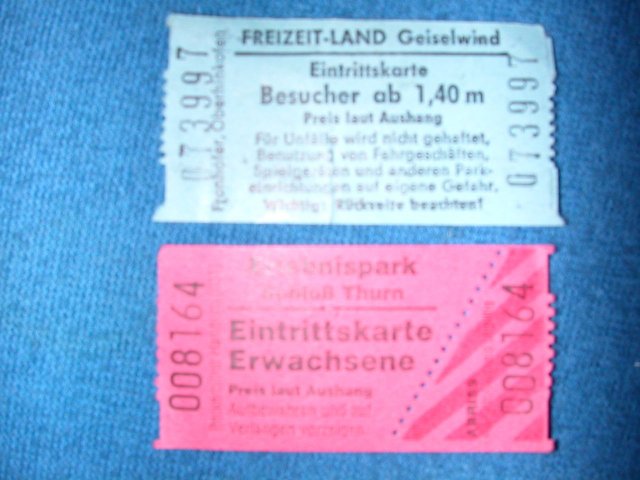 FREIZEIT-LAND Geiselwind
Eintrittskarte
Besucher ab 1,40 m
Preis laut Aushang
Für Unfälle wird nicht gehaftet,
Benutzung von Fahrgeschäften,
Spielgeräten und anderen Park-
einrichtungen auf eigene Gefahr.
Wichtig: Rückseite beachten!
073997
073997
Erlebnispark
Schloß Thurn
Eintrittskarte
Erwachsene
Preis laut Aushang
Aufbewahren und auf
Verlangen vorzeigen
008164
008164
ABRISS